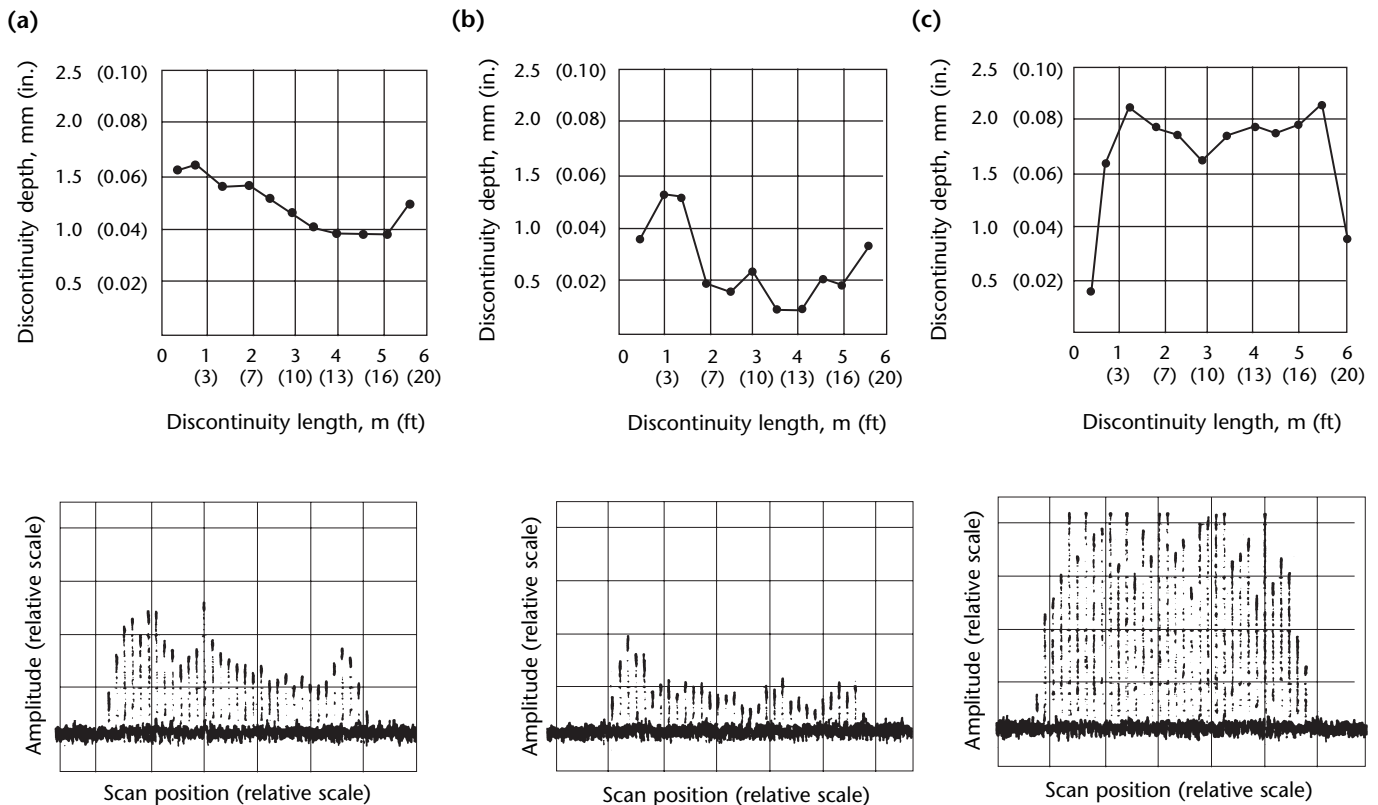 (a)
Discontinuity depth, mm (in.)
2.5 (0.10)
2.0 (0.08)
1.5 (0.06)
1.0 (0.04)
0.5 (0.02)
0 1 2 3 4 5 6
(3) (7) (10) (13) (16) (20)
Discontinuity length, m (ft)
Amplitude (relative scale)
Scan position (relative scale)
(b)
Discontinuity depth, mm (in.)
2.5 (0.10)
2.0 (0.08)
1.5 (0.06)
1.0 (0.04)
0.5 (0.02)
0 1 2 3 4 5 6
(3) (7) (10) (13) (16) (20)
Discontinuity length, m (ft)
Amplitude (relative scale)
Scan position (relative scale)
(c)
Discontinuity depth, mm (in.)
2.5 (0.10)
2.0 (0.08)
1.5 (0.06)
1.0 (0.04)
0.5 (0.02)
0 1 2 3 4 5 6
(3) (7) (10) (13) (16) (20)
Discontinuity length, m (ft)
Amplitude (relative scale)
Scan position (relative scale)